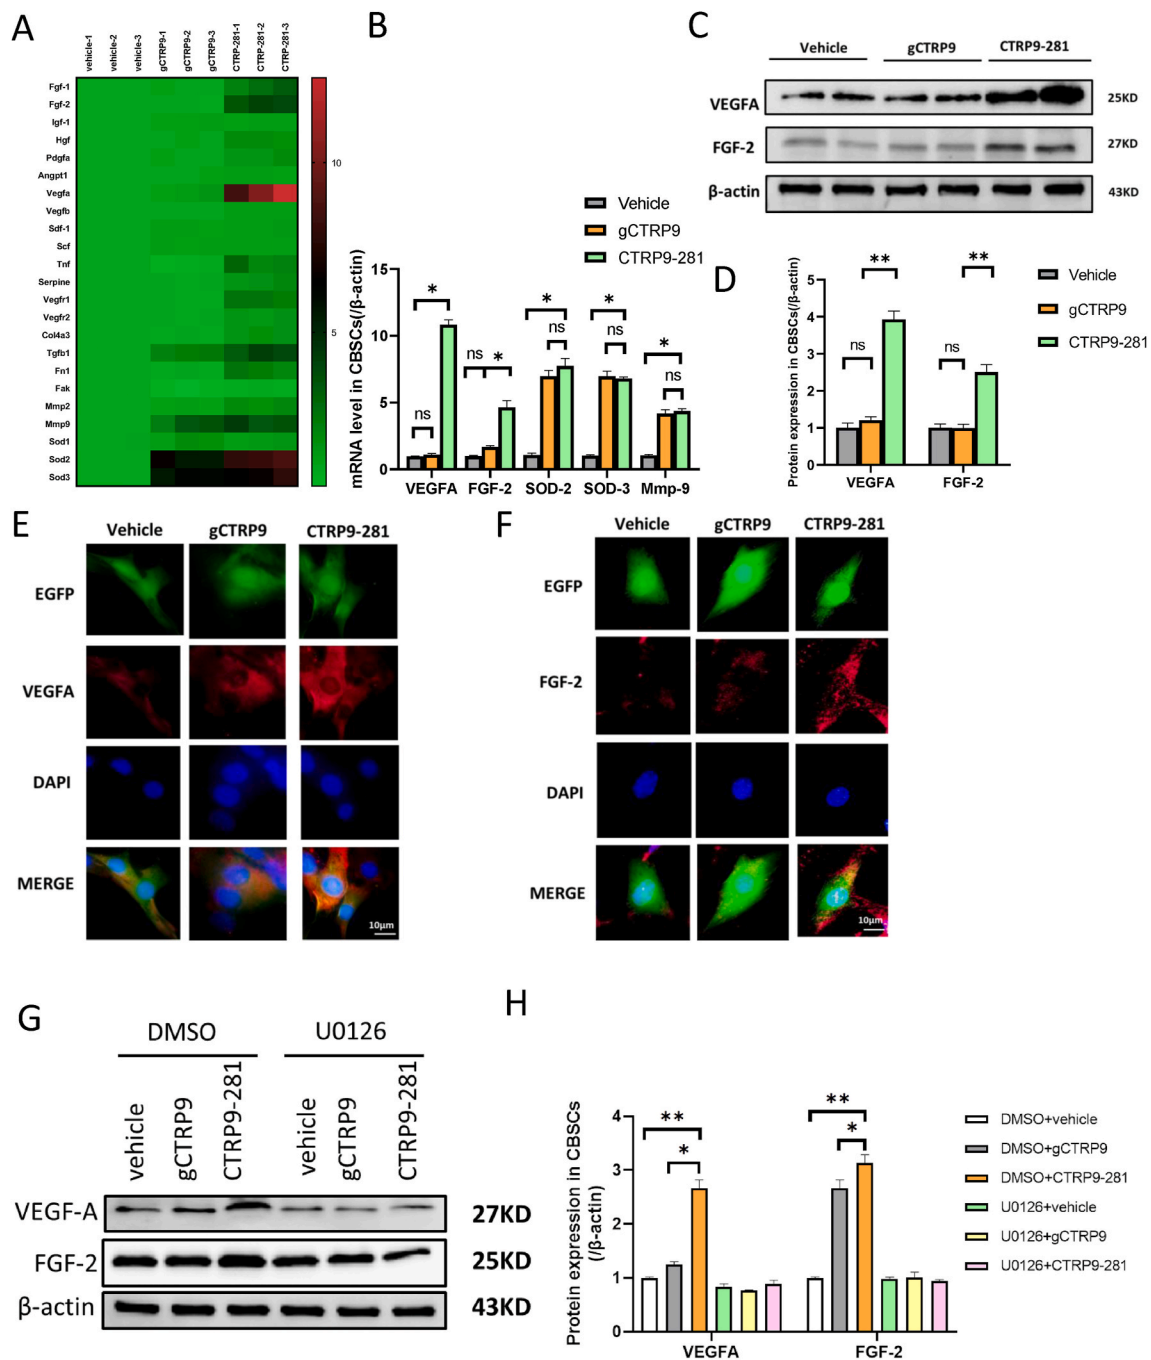 A
vehicle-1
vehicle-2
vehicle-3
gCTRP9-1
gCTRP9-2
gCTRP9-3
CTRP-281-1
CTRP-281-2
CTRP-281-3
Fgf-1
Fgf-2
Igf-1
Hgf
Pdgfa
Angpt1
Vegfa
Vegfb
Sdf-1
Scf
Tnf
Serpine
Vegfr1
Vegfr2
Col4a3
Tgfb1
Fn1
Fak
Mmp2
Mmp9
Sod1
Sod2
Sod3
10
5
B
Vehicle
gCTRP9
CTRP9-281
mRNA level in CBSCs(/β-actin)
15
10
5
0
ns
*
ns
*
*
ns
*
ns
*
ns
VEGFA
FGF-2
SOD-2
SOD-3
Mmp-9
C
Vehicle
gCTRP9
CTRP9-281
VEGFA
25KD
FGF-2
27KD
β-actin
43KD
D
Vehicle
gCTRP9
CTRP9-281
Protein expression in CBSCs(/β-actin)
5
4
3
2
1
0
ns
**
ns
**
VEGFA
FGF-2
E
Vehicle
gCTRP9
CTRP9-281
EGFP
VEGFA
DAPI
MERGE
10μm
F
Vehicle
gCTRP9
CTRP9-281
EGFP
FGF-2
DAPI
MERGE
10μm
G
DMSO
U0126
vehicle
gCTRP9
CTRP9-281
vehicle
gCTRP9
CTRP9-281
VEGF-A
27KD
FGF-2
25KD
β-actin
43KD
H
Protein expression in CBSCs
(/β-actin)
4
3
2
1
0
**
*
**
*
VEGFA
FGF-2
DMSO+vehicle
DMSO+gCTRP9
DMSO+CTRP9-281
U0126+vehicle
U0126+gCTRP9
U0126+CTRP9-281